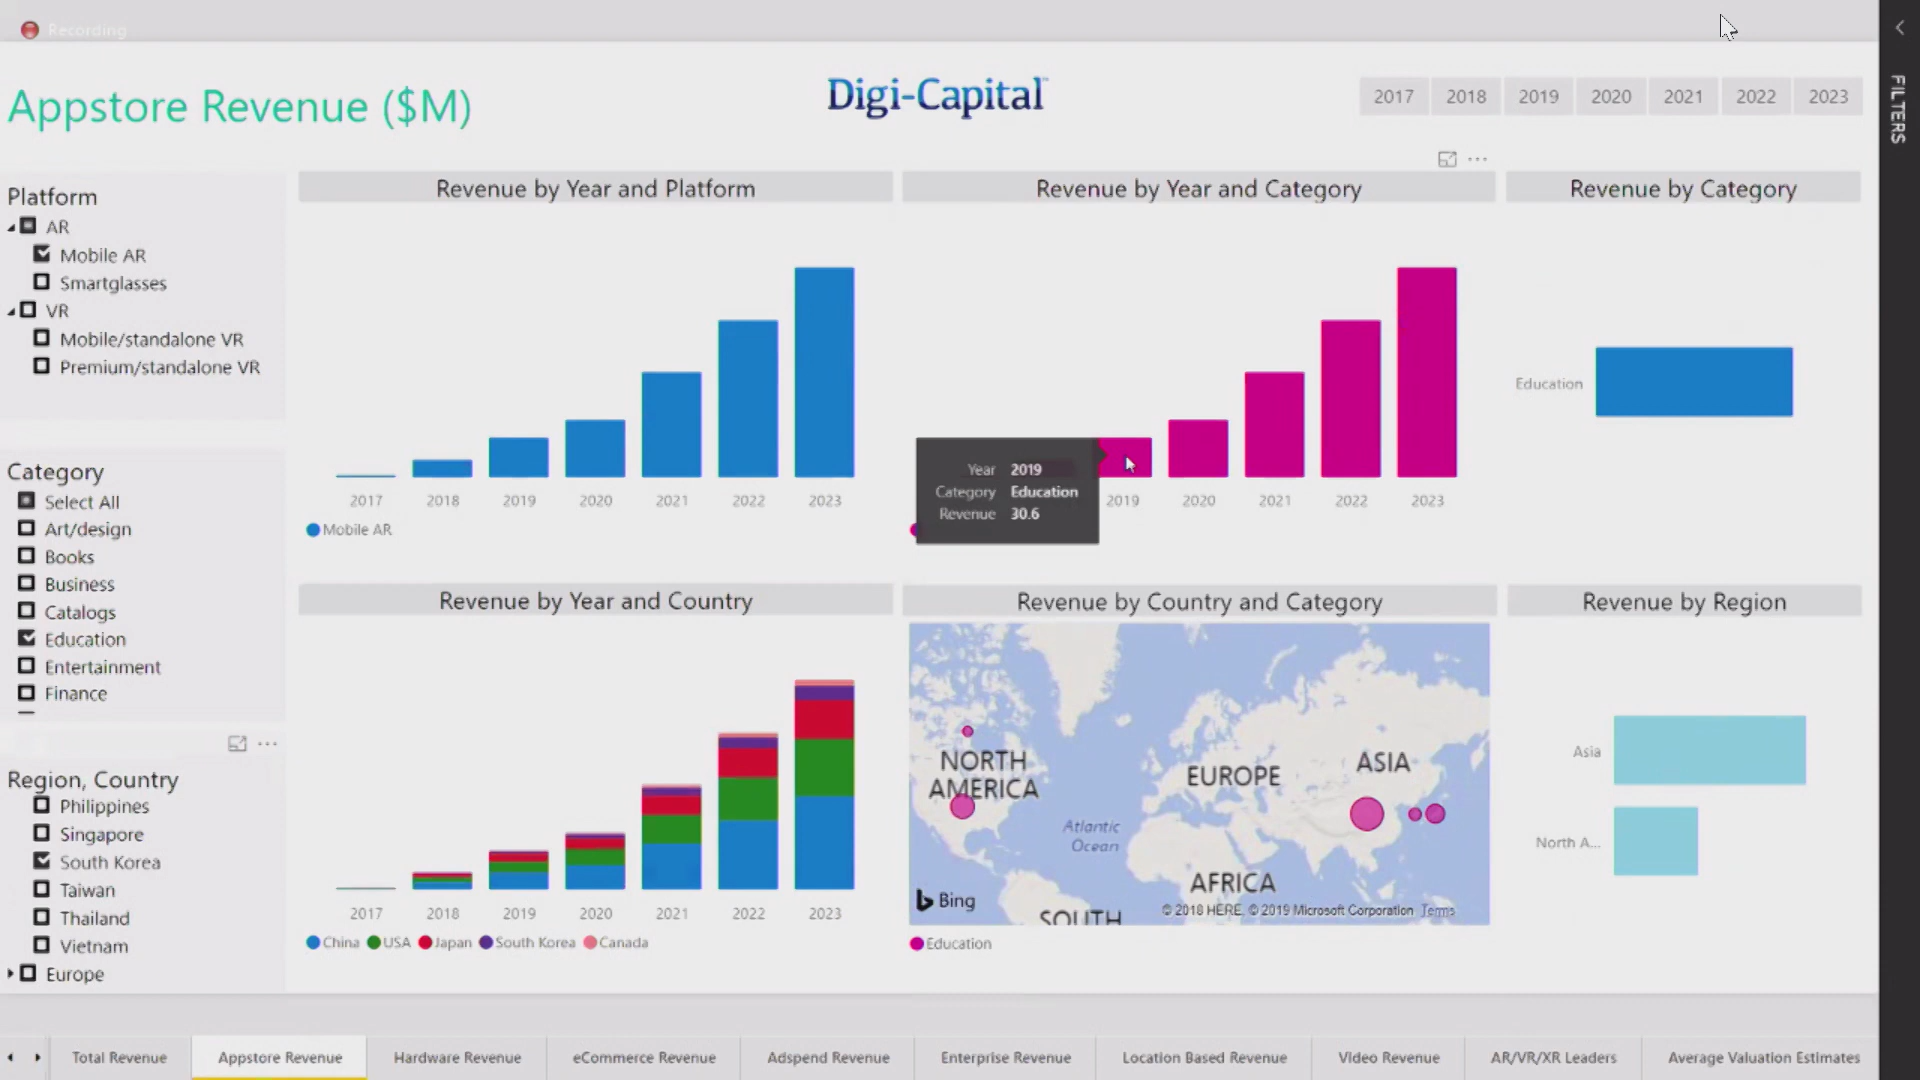 Recording
Appstore Revenue ($M)
Digi-Capital
2017 2018 2019 2020 2021 2022 2023
FILTERS
Platform
AR
Mobile AR
Smartglasses
VR
Mobile/standalone VR
Premium/standalone VR
Category
Select All
Art/design
Books
Business
Catalogs
Education
Entertainment
Finance
Region, Country
Philippines
Singapore
South Korea
Taiwan
Thailand
Vietnam
Europe
Revenue by Year and Platform
2017 2018 2019 2020 2021 2022 2023
Mobile AR
Revenue by Year and Category
Year 2019
Category Education
Revenue 30.6
2019 2020 2021 2022 2023
Revenue by Category
Education
Revenue by Year and Country
2017 2018 2019 2020 2021 2022 2023
China USA Japan South Korea Canada
Revenue by Country and Category
NORTH
AMERICA
EUROPE
ASIA
Atlantic
Ocean
AFRICA
SOUTH
Bing
© 2018 HERE, © 2019 Microsoft Corporation Terms
Education
Revenue by Region
Asia
North A...
Total Revenue Appstore Revenue Hardware Revenue eCommerce Revenue Adspend Revenue Enterprise Revenue Location Based Revenue Video Revenue AR/VR/XR Leaders Average Valuation Estimates